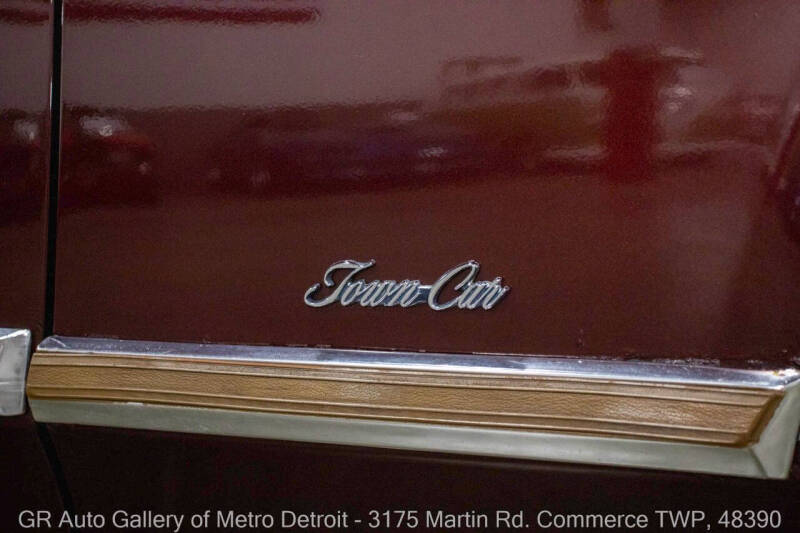 Town Car
GR Auto Gallery of Metro Detroit - 3175 Martin Rd. Commerce TWP, 48390